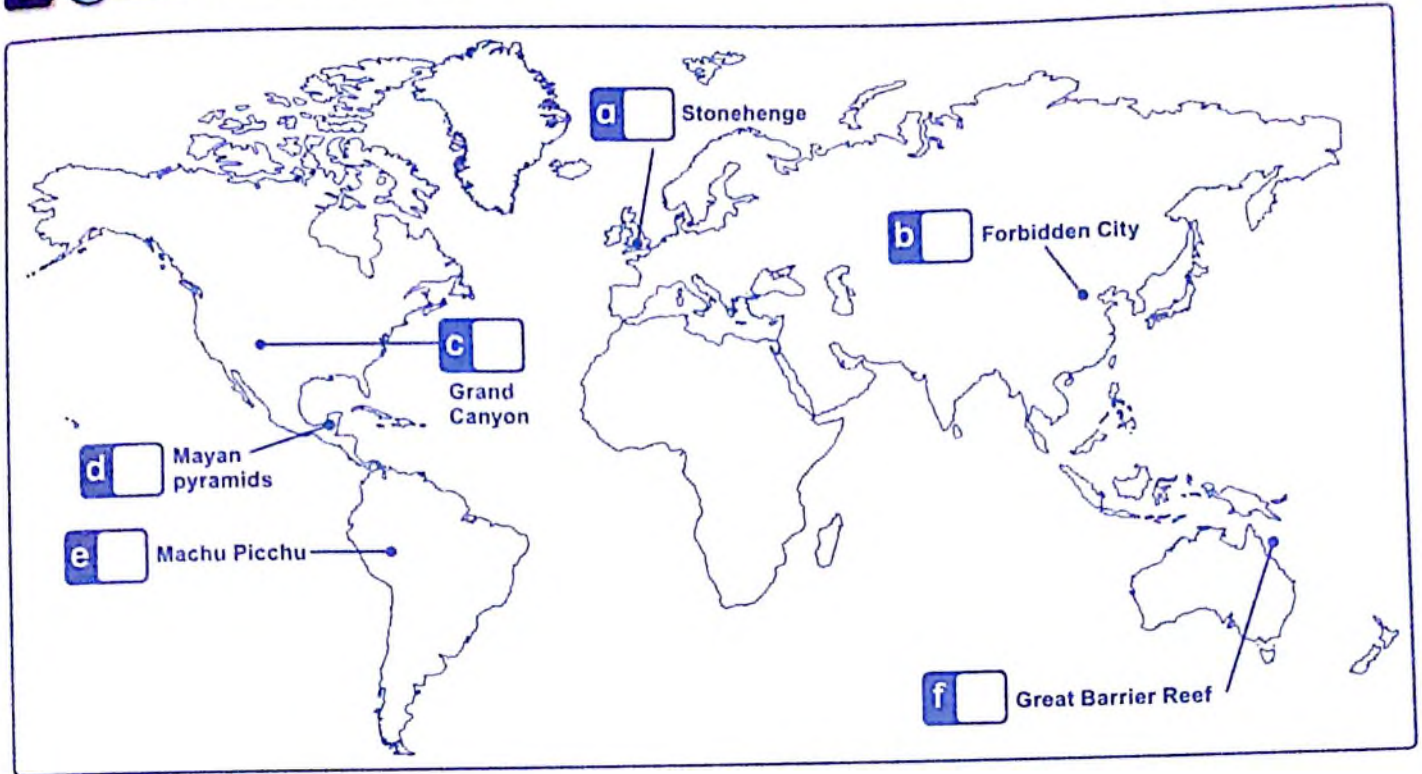 a Stonehenge
b Forbidden City
c
Grand
Canyon
d Mayan
pyramids
e Machu Picchu
f Great Barrier Reef